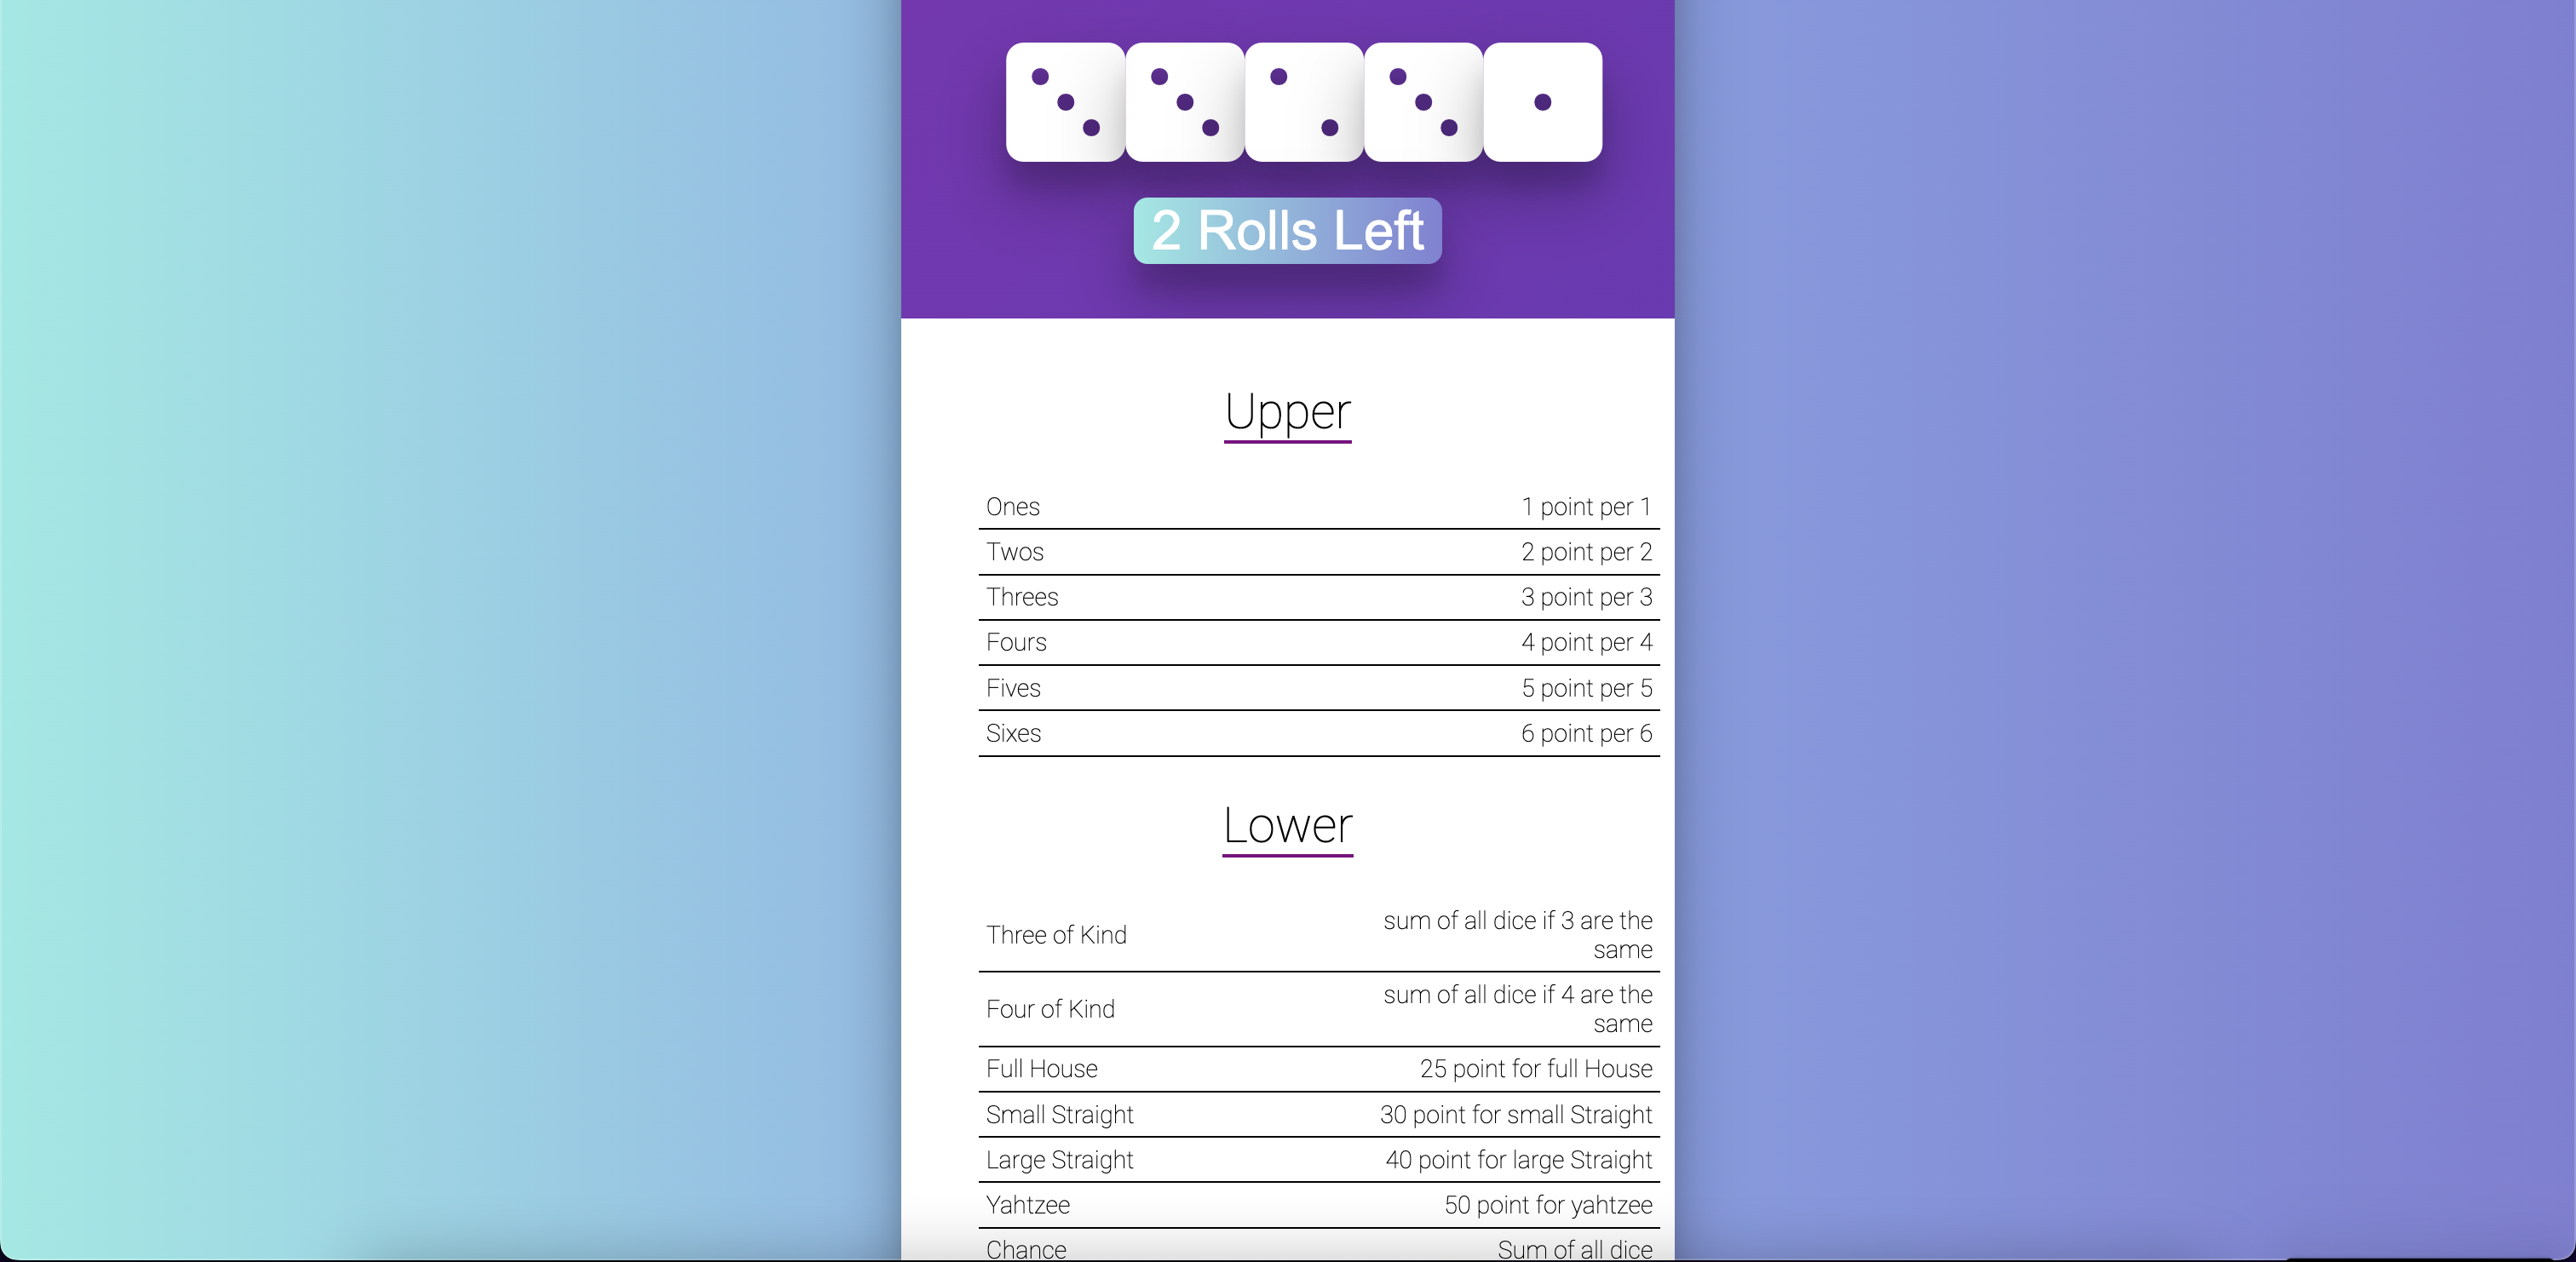 2 Rolls Left
Upper
Ones 1 point per 1
Twos 2 point per 2
Threes 3 point per 3
Fours 4 point per 4
Fives 5 point per 5
Sixes 6 point per 6
Lower
Three of Kind sum of all dice if 3 are the
same
Four of Kind sum of all dice if 4 are the
same
Full House 25 point for full House
Small Straight 30 point for small Straight
Large Straight 40 point for large Straight
Yahtzee 50 point for yahtzee
Chance Sum of all dice